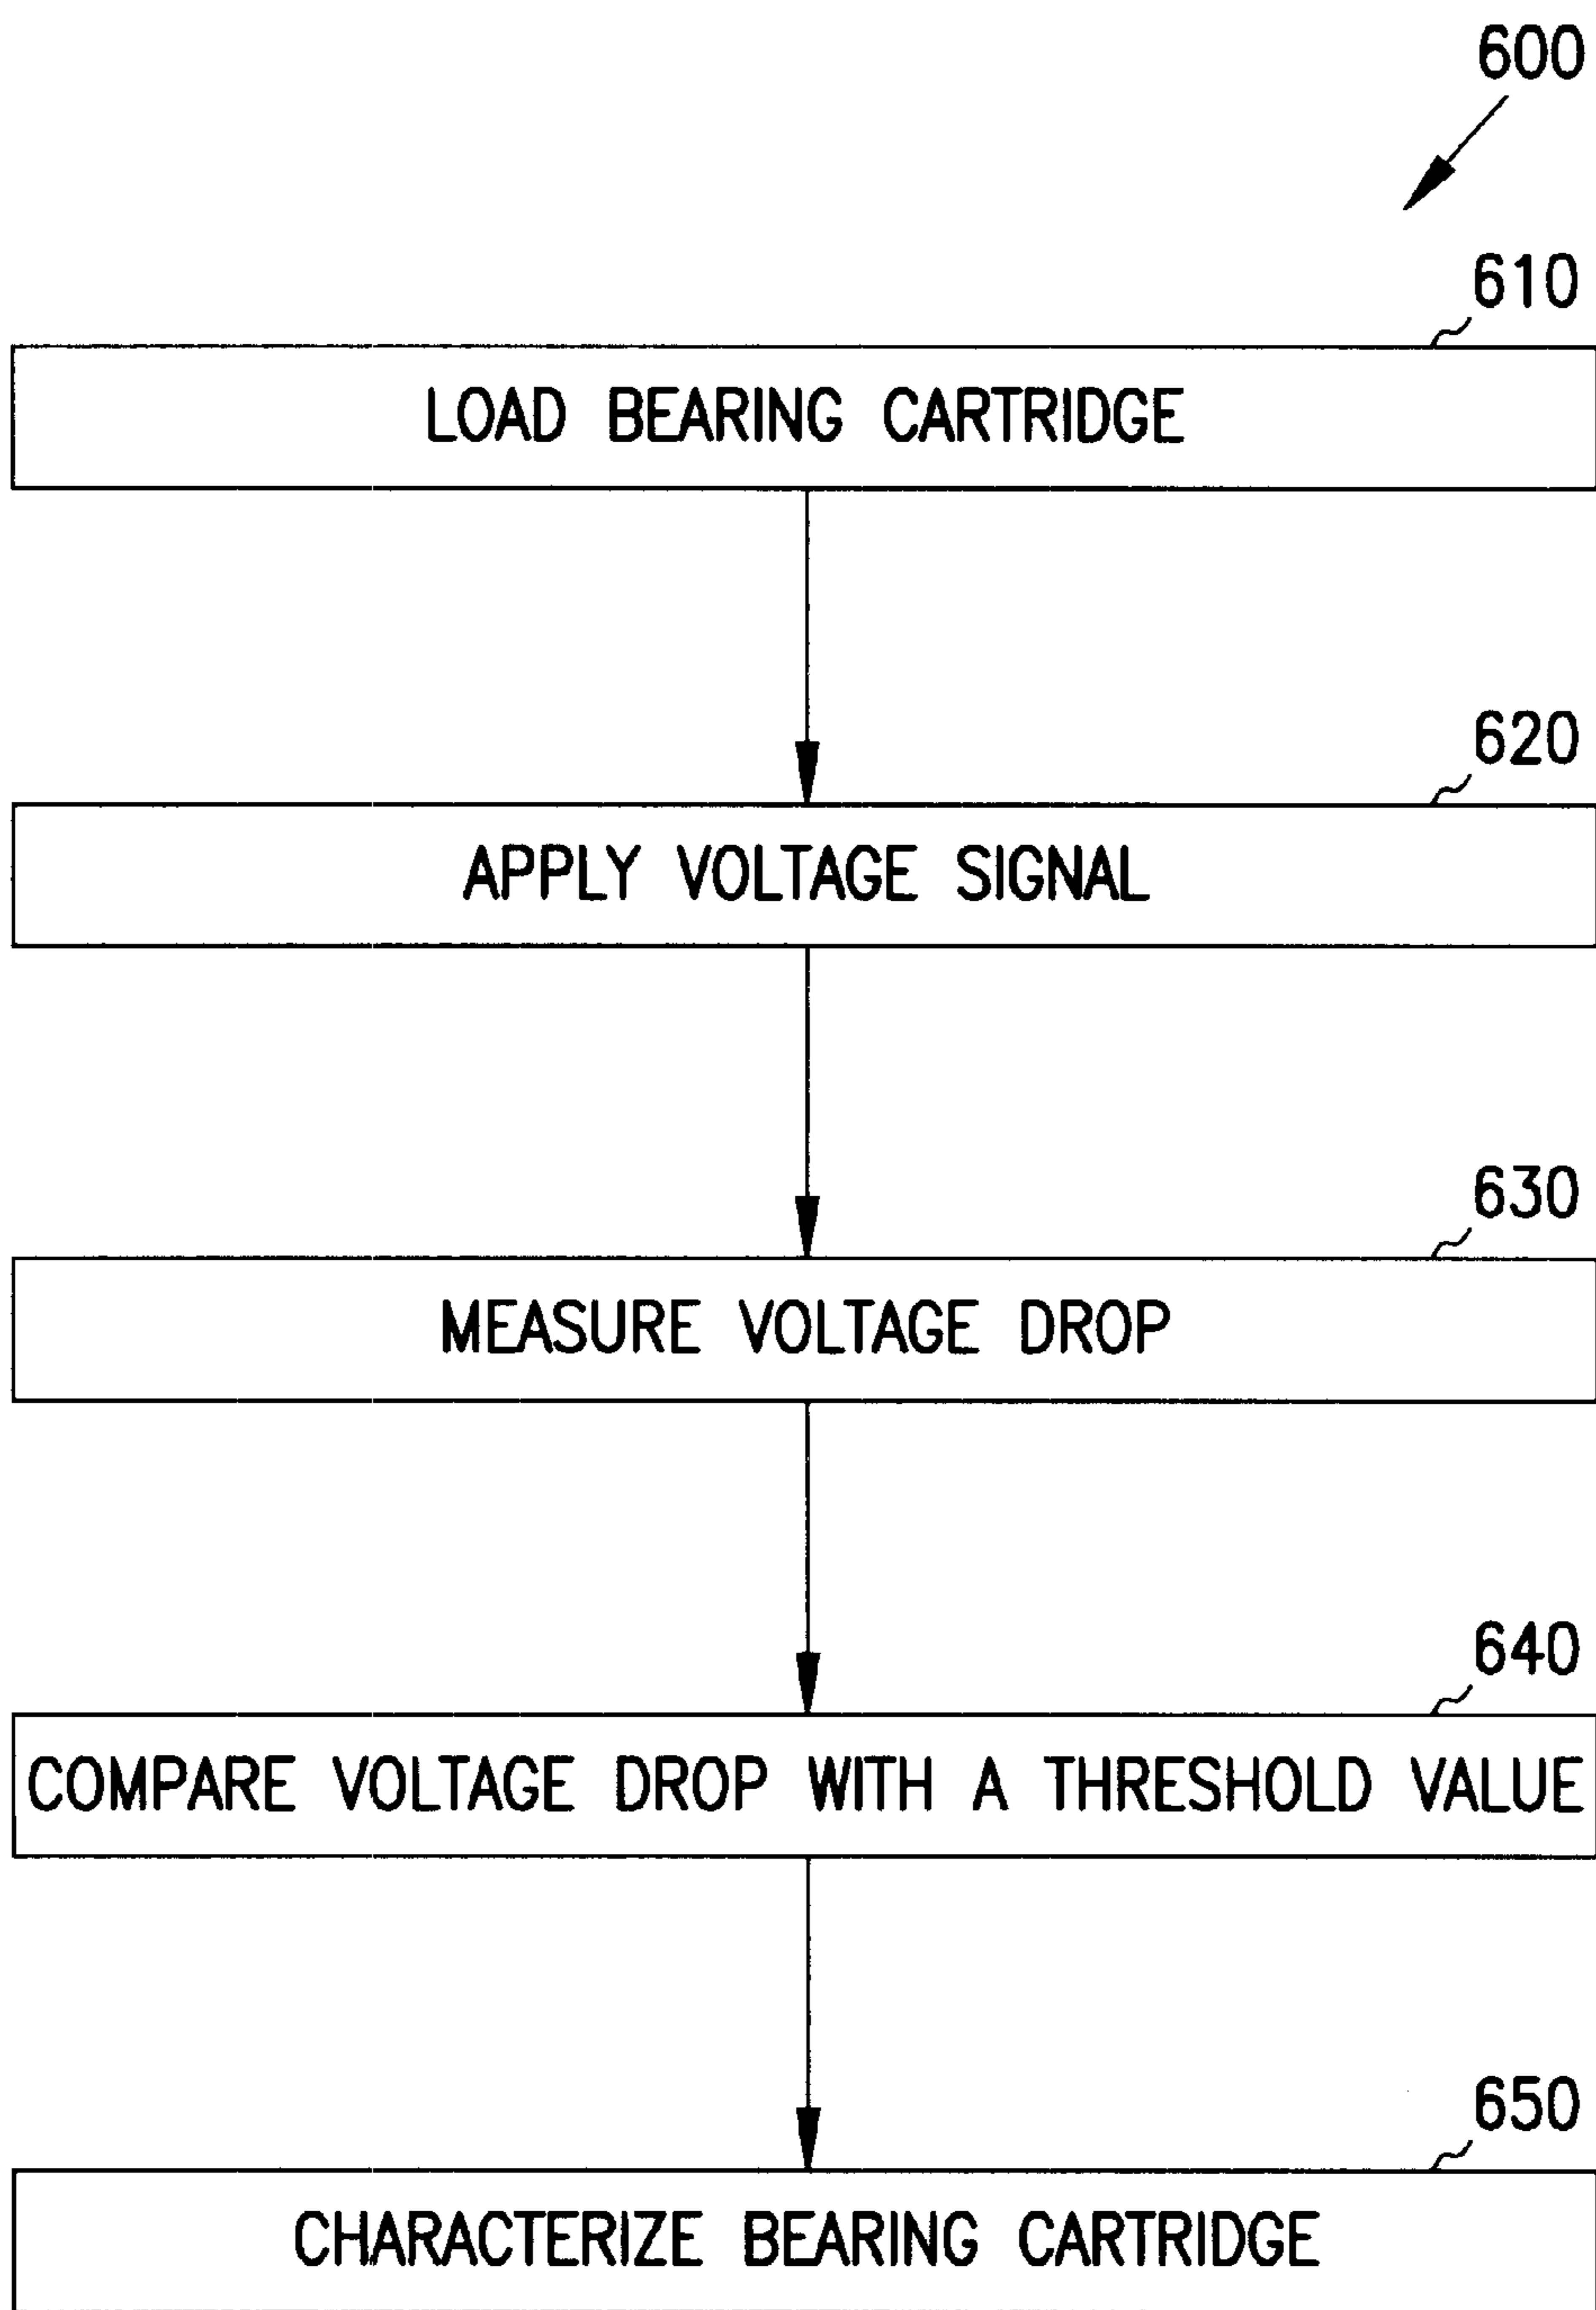 600
610
LOAD BEARING CARTRIDGE
620
APPLY VOLTAGE SIGNAL
630
MEASURE VOLTAGE DROP
640
COMPARE VOLTAGE DROP WITH A THRESHOLD VALUE
650
CHARACTERIZE BEARING CARTRIDGE